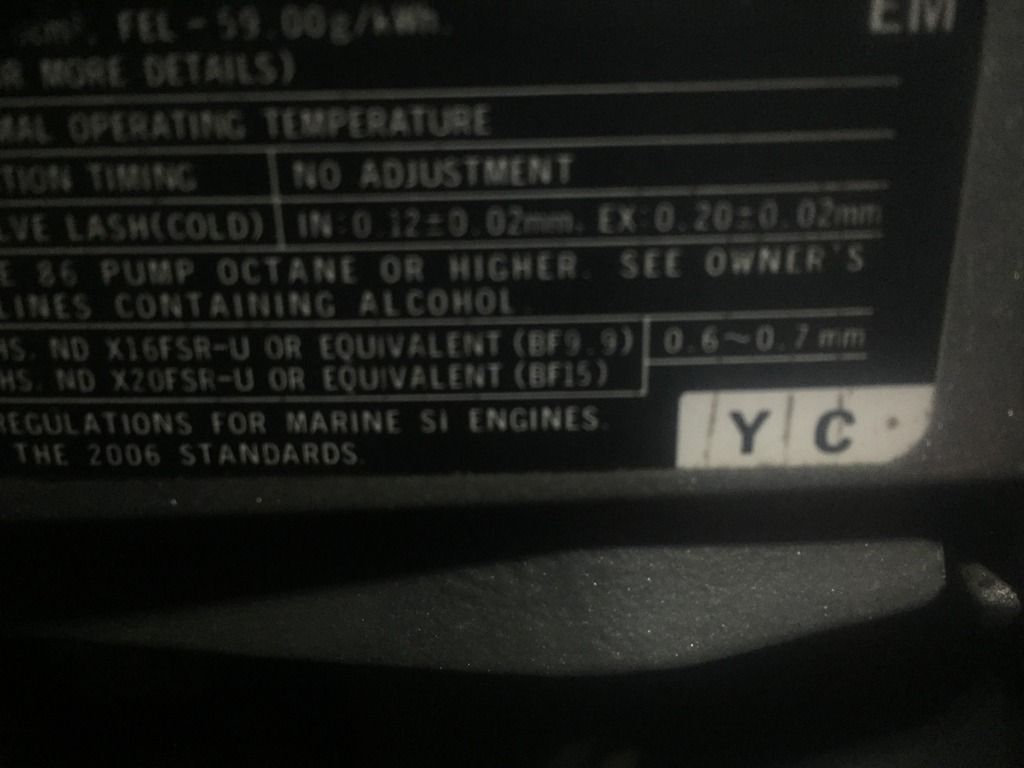 FEL - 59.00g/kWh. EM
R MORE DETAILS)
MAL OPERATING TEMPERATURE
TION TIMING NO ADJUSTMENT
LVE LASH(COLD) IN:0.12±0.02mm. EX:0.20±0.02mm
E 86 PUMP OCTANE OR HIGHER. SEE OWNER'S
LINES CONTAINING ALCOHOL
HS. ND X16FSR-U OR EQUIVALENT (BF9.9) 0.6~0.7mm
HS. ND X20FSR-U OR EQUIVALENT (BF15)
REGULATIONS FOR MARINE SI ENGINES.
THE 2006 STANDARDS.
Y C